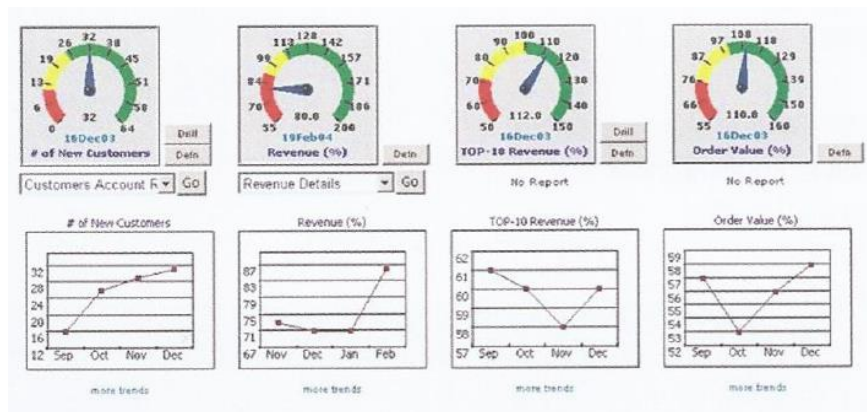 0 6 13 19 26 32 38 45 51 58 64
32
16Dec03
# of New Customers
Drill
Defn
Customers Account R
Go
55 70 84 99 113 128 142 157 171 186 200
80.0
19Feb04
Revenue (%)
Defn
Revenue Details
Go
50 60 70 80 90 100 110 120 130 140 150
112.0
16Dec03
TOP-10 Revenue (%)
Drill
Defn
No Report
55 66 76 87 97 108 118 129 139 150 160
110.0
16Dec03
Order Value (%)
Defn
No Report
# of New Customers
32
28
24
20
16
12
Sep Oct Nov Dec
more trends
Revenue (%)
87
83
79
75
71
67
Nov Dec Jan Feb
more trends
TOP-10 Revenue (%)
62
61
60
59
58
57
Sep Oct Nov Dec
more trends
Order Value (%)
59
58
57
56
55
54
53
52
Sep Oct Nov Dec
more trends